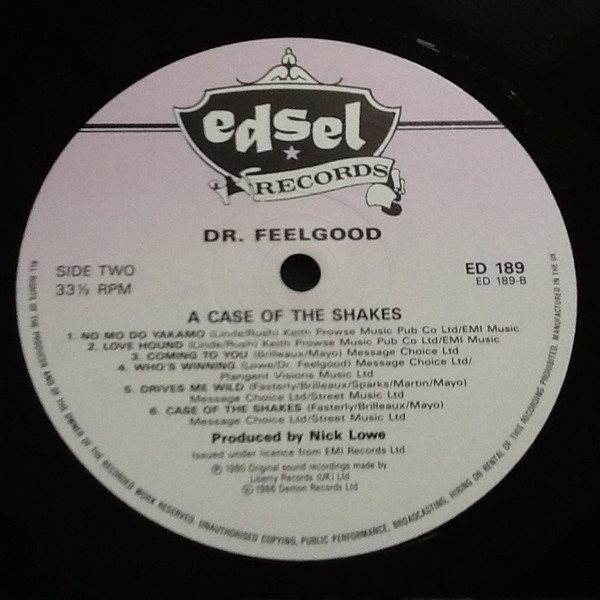 edsel
RECORDS
DR. FEELGOOD
SIDE TWO
33⅓ RPM
ED 189
ED 189-B
A CASE OF THE SHAKES
1. NO MO DO YAKAMO (Linde/Rush) Keith Prowse Music Pub Co Ltd/EMI Music
2. LOVE HOUND (Linde/Rush) Keith Prowse Music Pub Co Ltd/EMI Music
3. COMING TO YOU (Brilleaux/Mayo) Message Choice Ltd
4. WHO'S WINNING (Lowe/Dr. Feelgood) Message Choice Ltd/
Plangent Visions Music Ltd
5. DRIVES ME WILD (Fasterly/Brilleaux/Sparks/Martin/Mayo)
Message Choice Ltd/Street Music Ltd
6. CASE OF THE SHAKES (Fasterly/Brilleaux/Mayo)
Message Choice Ltd/Street Music Ltd
Produced by Nick Lowe
Issued under licence from EMI Records Ltd
℗ 1980 Original sound recordings made by
Liberty Records (UK) Ltd
© 1986 Demon Records Ltd
ALL RIGHTS OF THE PRODUCER AND OF THE OWNER OF THE RECORDED WORK RESERVED. UNAUTHORISED COPYING, PUBLIC PERFORMANCE, BROADCASTING, HIRING OR RENTAL OF THIS RECORDING PROHIBITED. MANUFACTURED IN THE UK